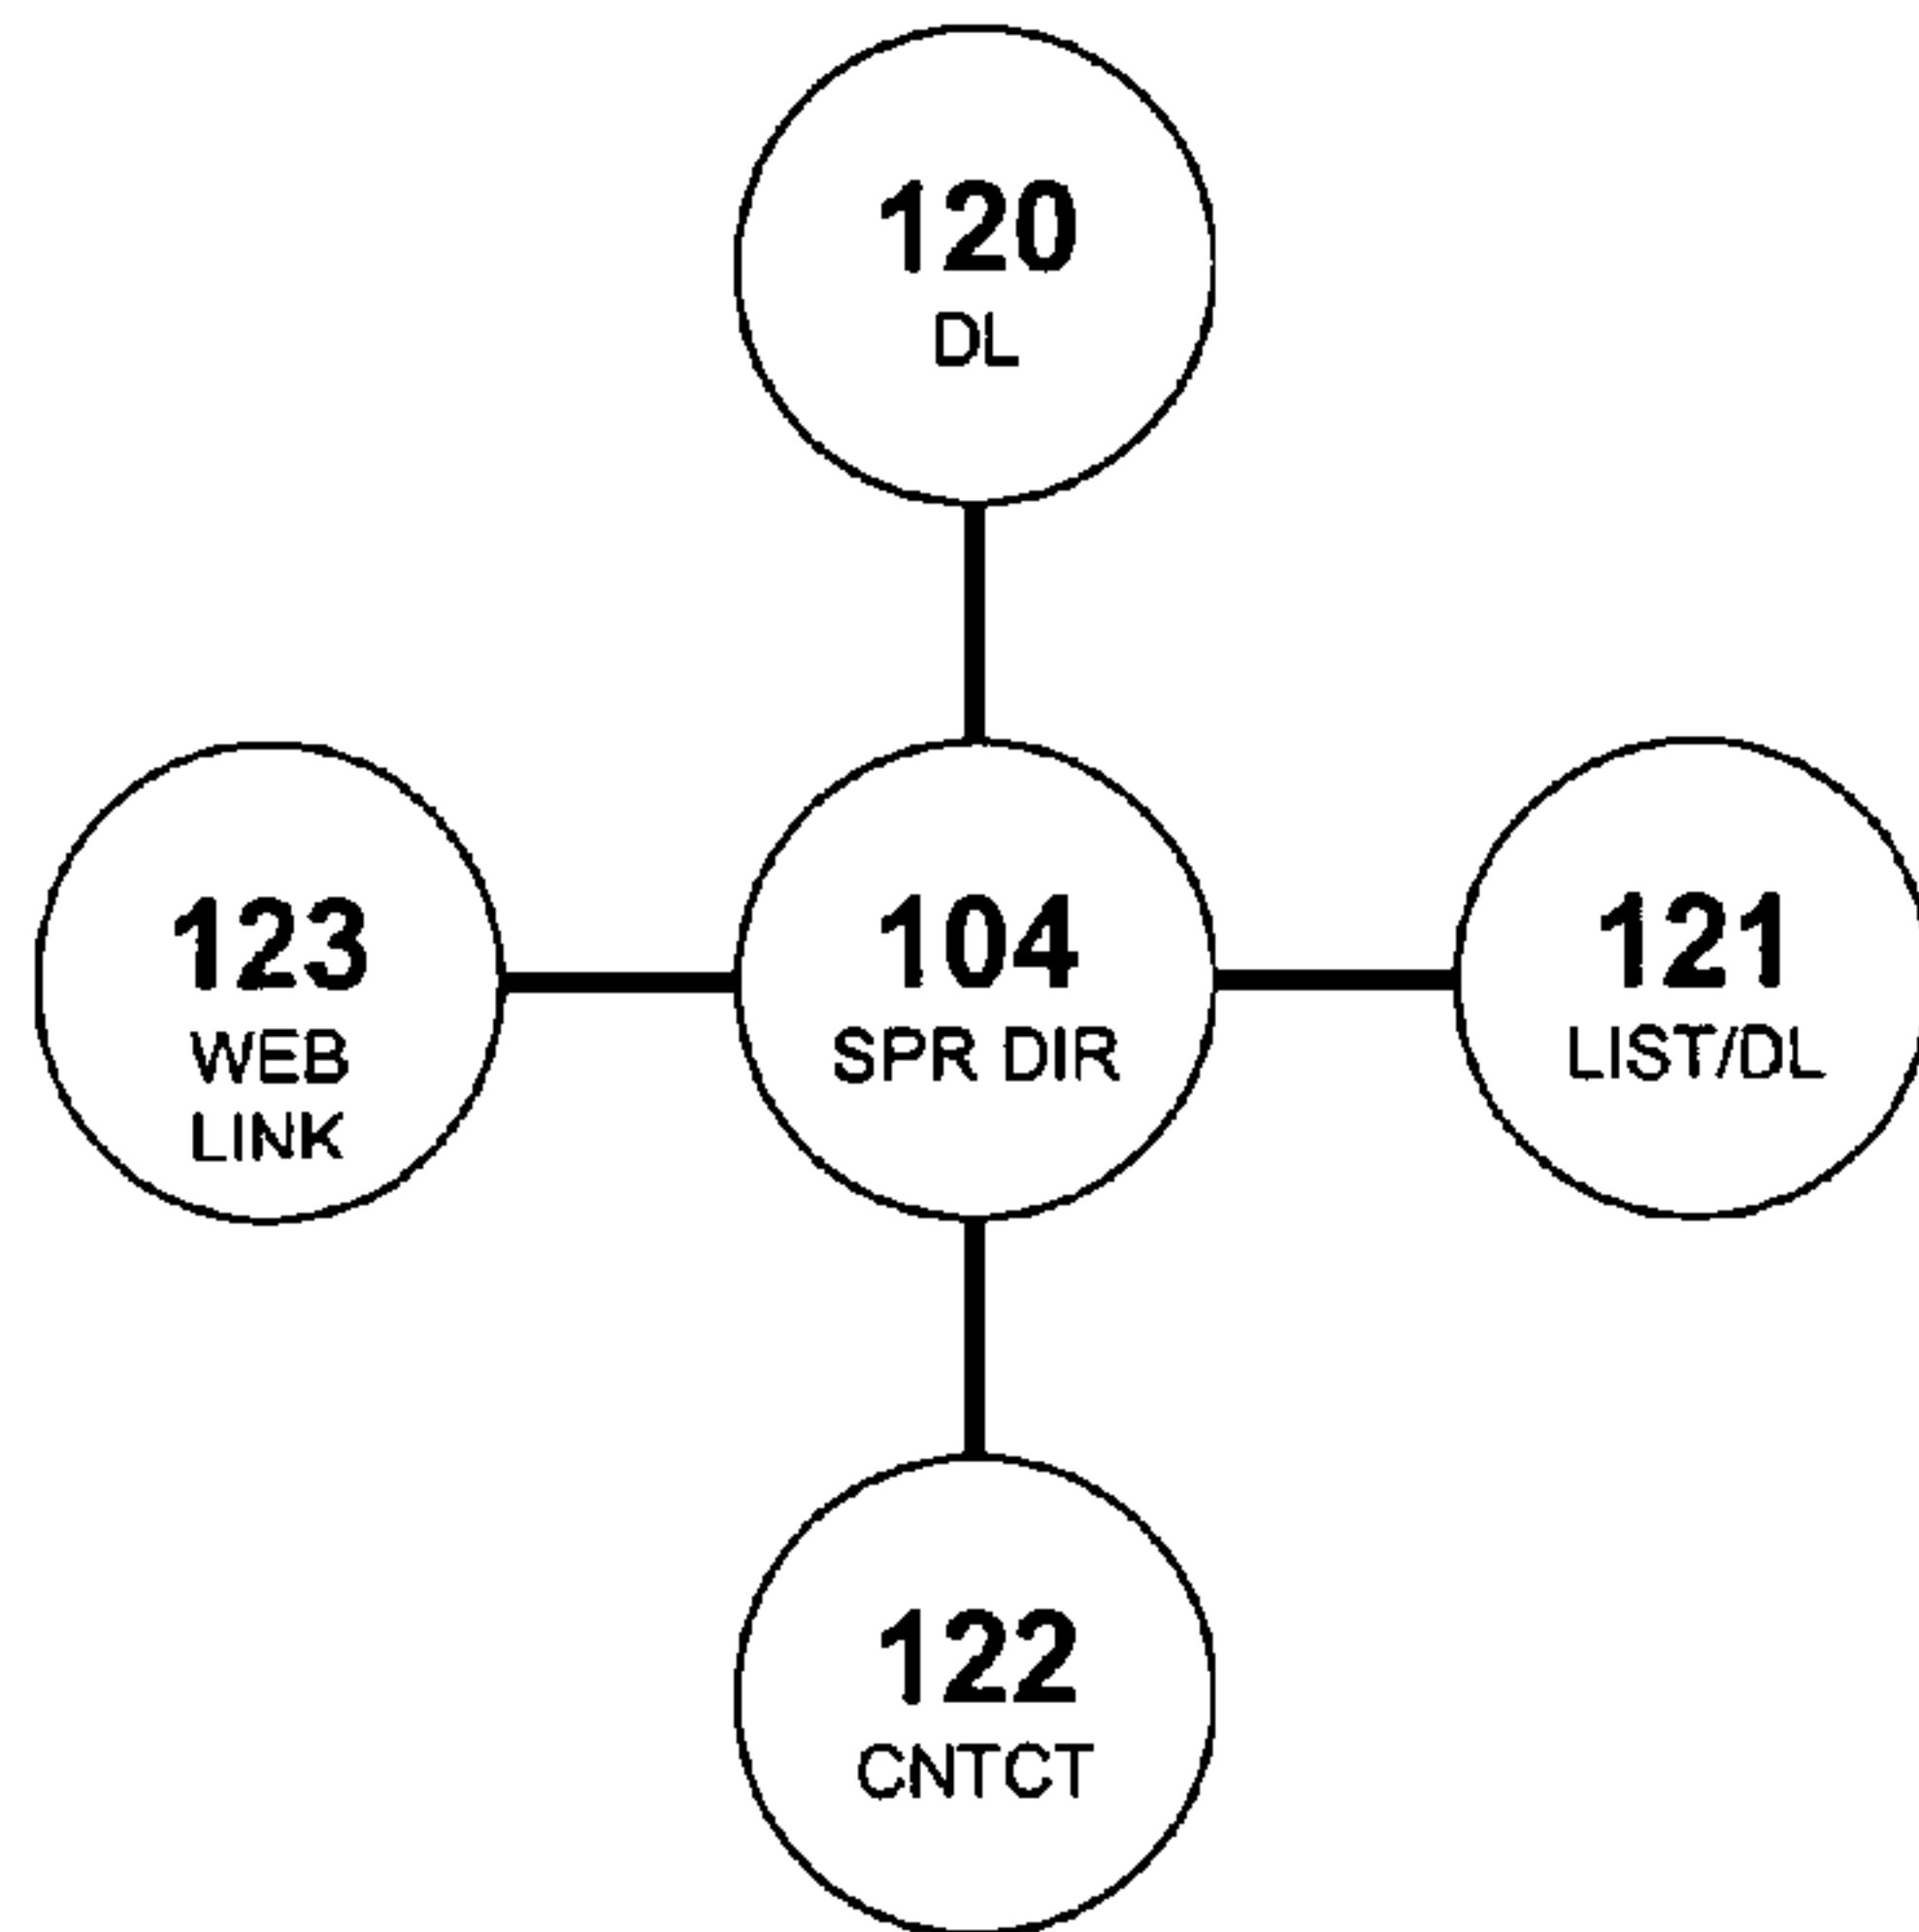 120
DL
123
WEB
LINK
104
SPR DIR
121
LIST/DL
122
CNTCT